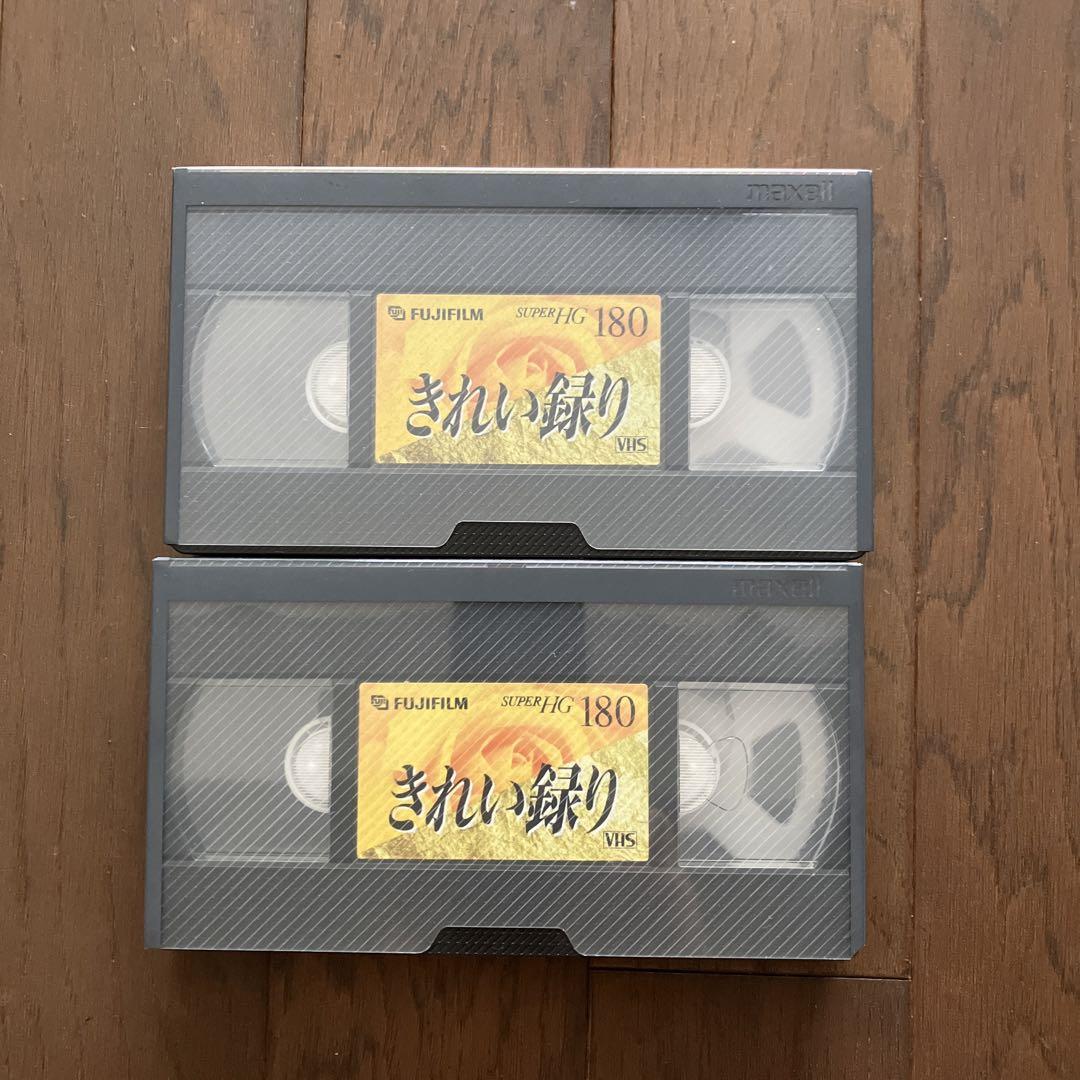 maxell
FUJIFILM SUPER HG 180
きれい録り
VHS
maxell
FUJIFILM SUPER HG 180
きれい録り
VHS